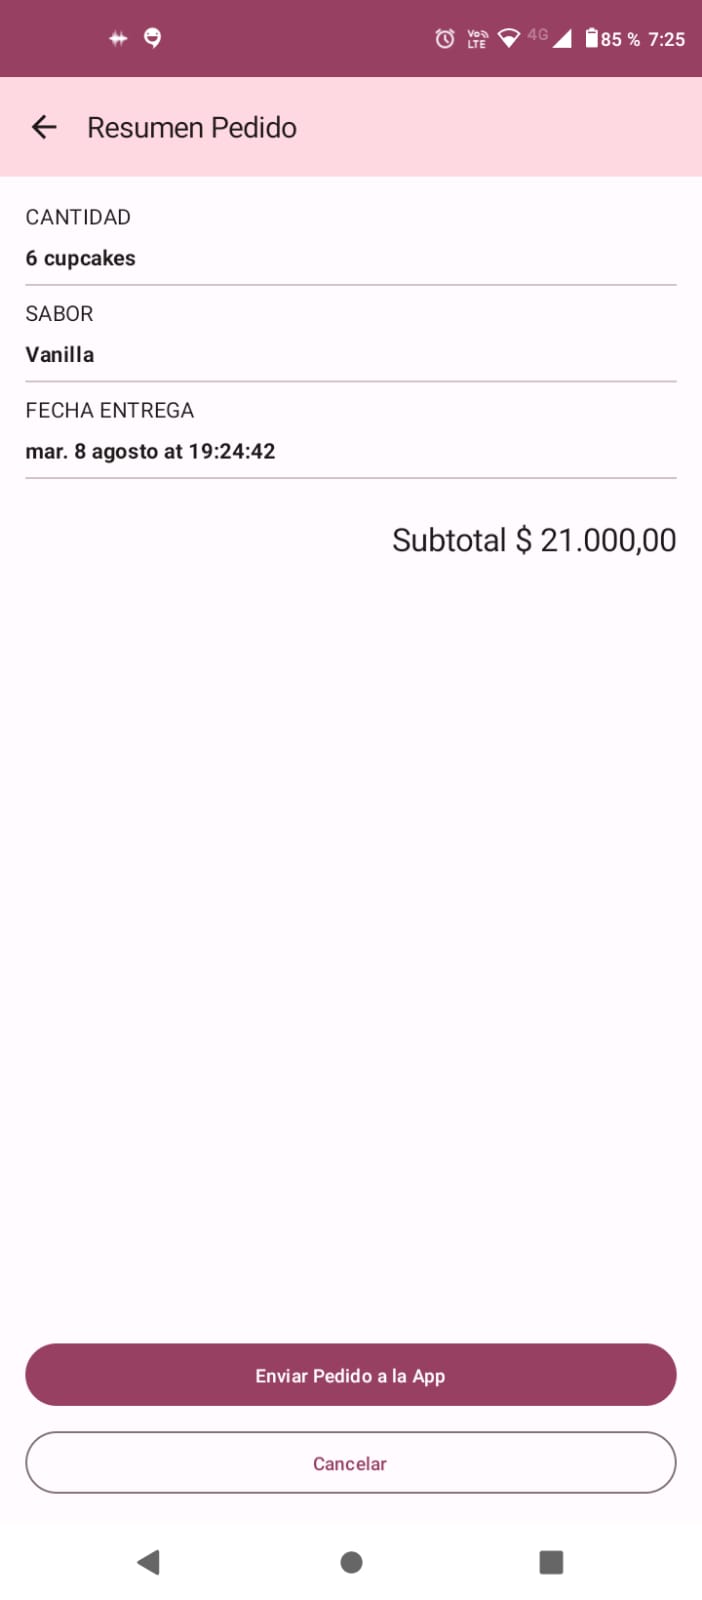 Vo)) LTE 4G 85 % 7:25
Resumen Pedido
CANTIDAD
6 cupcakes
SABOR
Vanilla
FECHA ENTREGA
mar. 8 agosto at 19:24:42
Subtotal $ 21.000,00
Enviar Pedido a la App
Cancelar